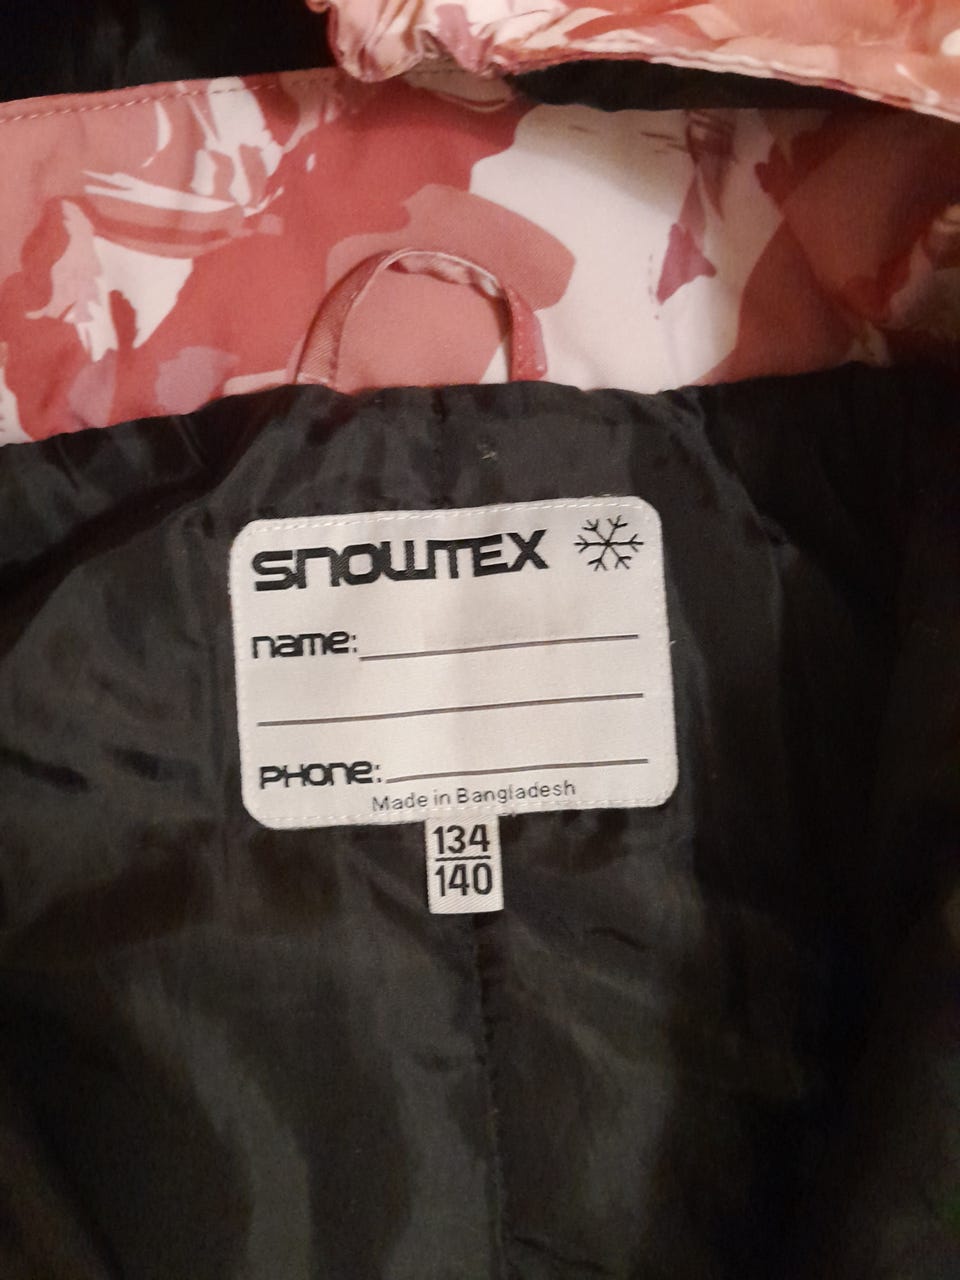 SNOWTEX
name:
PHONE:
Made in Bangladesh
134
140